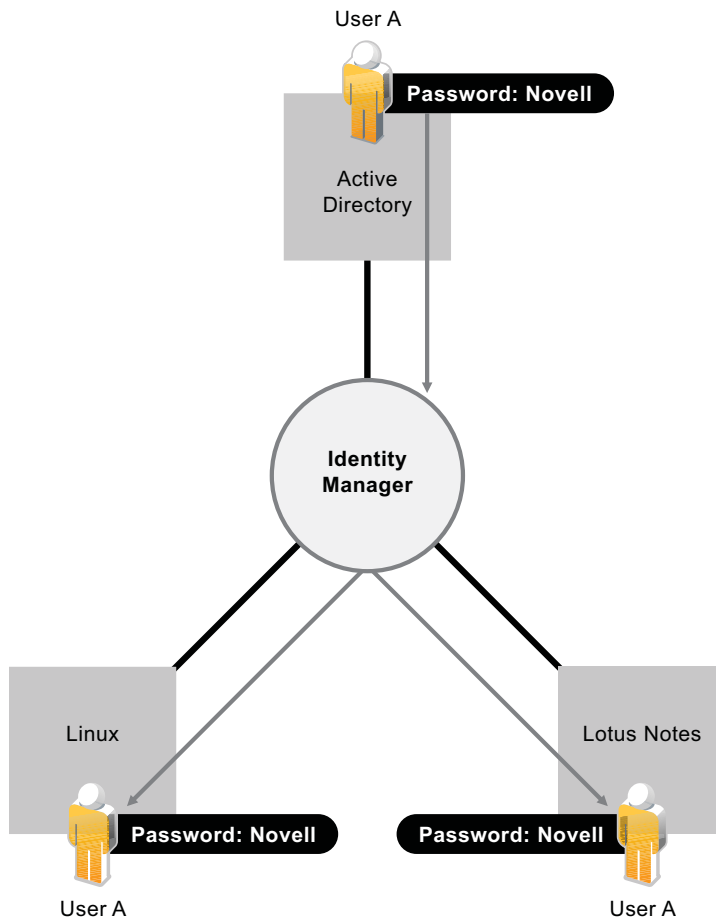 User A
Password: Novell
Active
Directory
Identity
Manager
Linux
Lotus Notes
Password: Novell
Password: Novell
User A
User A